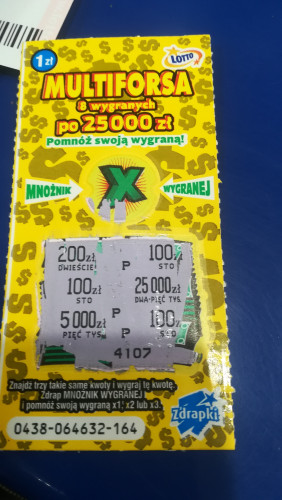 1 zł
LOTTO
MULTIFORSA
8 wygranych
po 25000 zł
Pomnóż swoją wygraną!
MNOŻNIK
X
WYGRANEJ
200zł 100zł
DWIEŚCIE P STO
100zł 25000zł
STO DWA-PIĘĆ TYS
5000zł P 100zł
PIĘĆ TYS P STO
4107
Znajdź trzy takie same kwoty i wygraj tę kwotę.
Zdrap MNOŻNIK WYGRANEJ
i pomnóż swoją wygraną x1, x2 lub x3.
Zdrapki
0438-064632-164